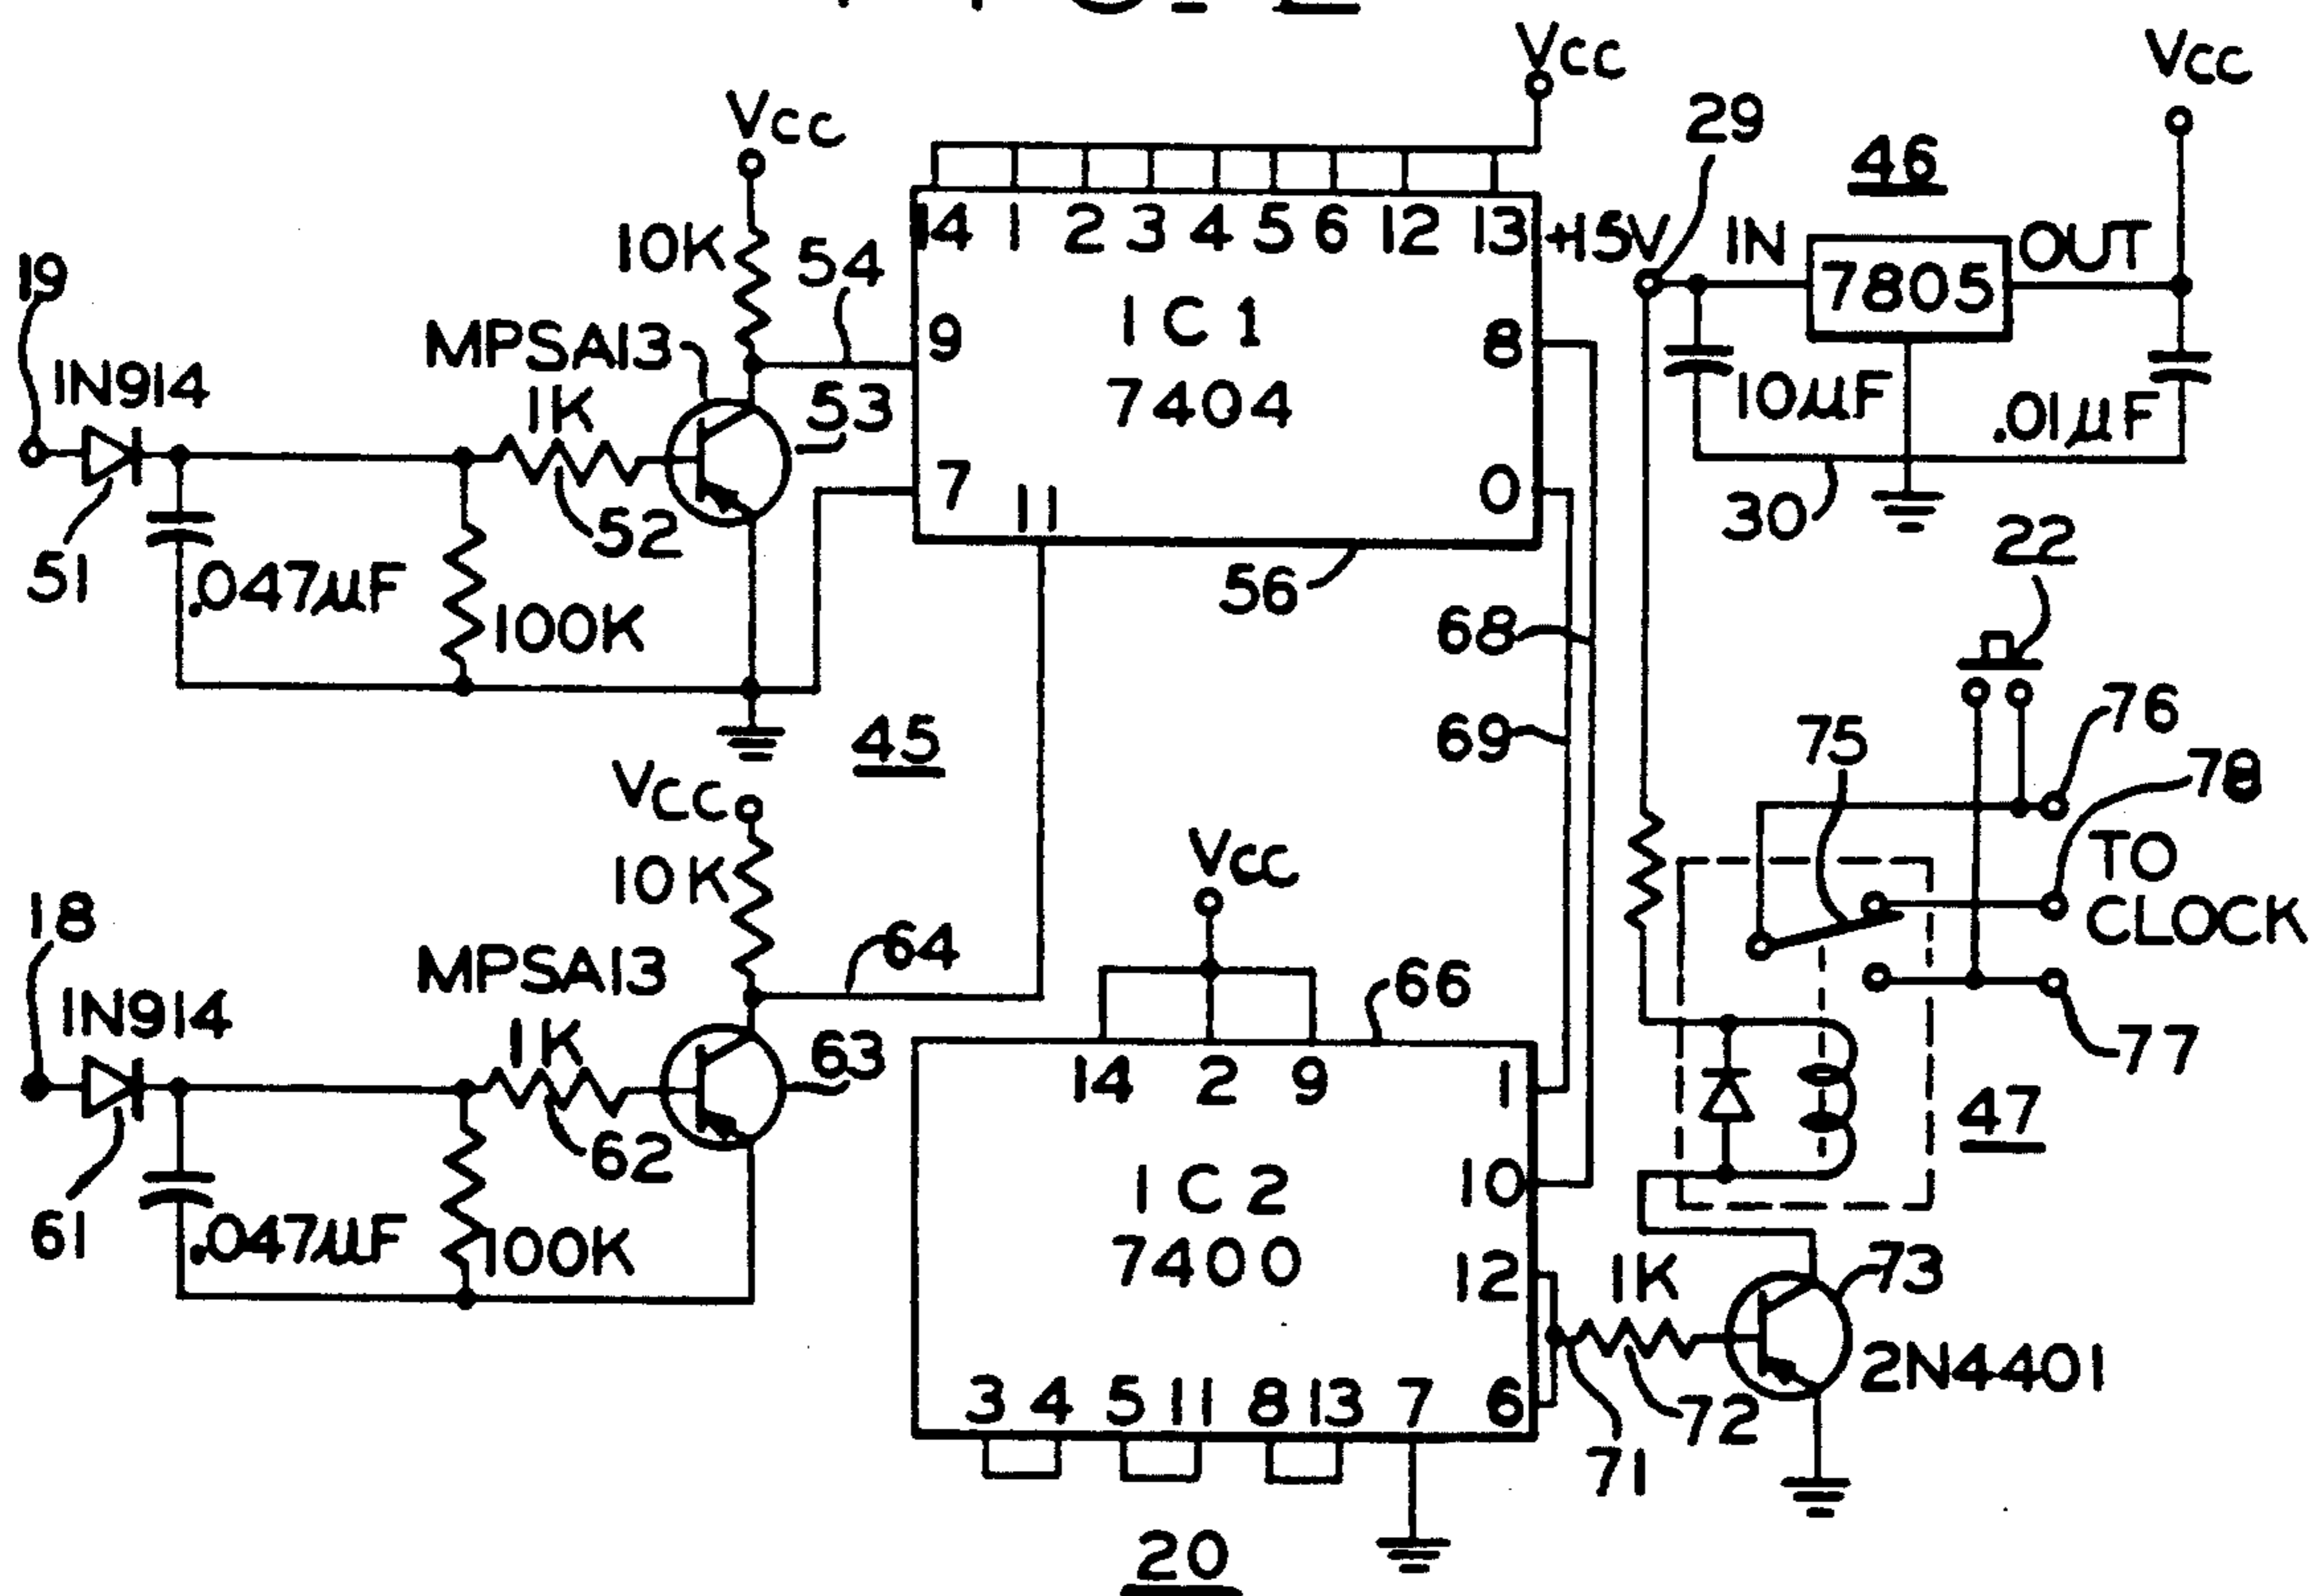 Vcc
Vcc
Vcc
29
46
10K
54
14 1 2 3 4 5 6 12 13
+15V
IN
7805
OUT
19
MPSA13
9
IC1
8
1N914
1K
53
7404
10µF
.01µF
7
11
0
30
52
22
51
.047µF
100K
56
68
76
45
69
75
78
Vcc
10K
Vcc
TO
CLOCK
18
MPSA13
64
66
1N914
1K
63
14 2 9
1
77
47
62
IC2
10
61
.047µF
100K
7400
12
1K
73
2N4401
3 4 5 11 8 13 7 6
72
71
20